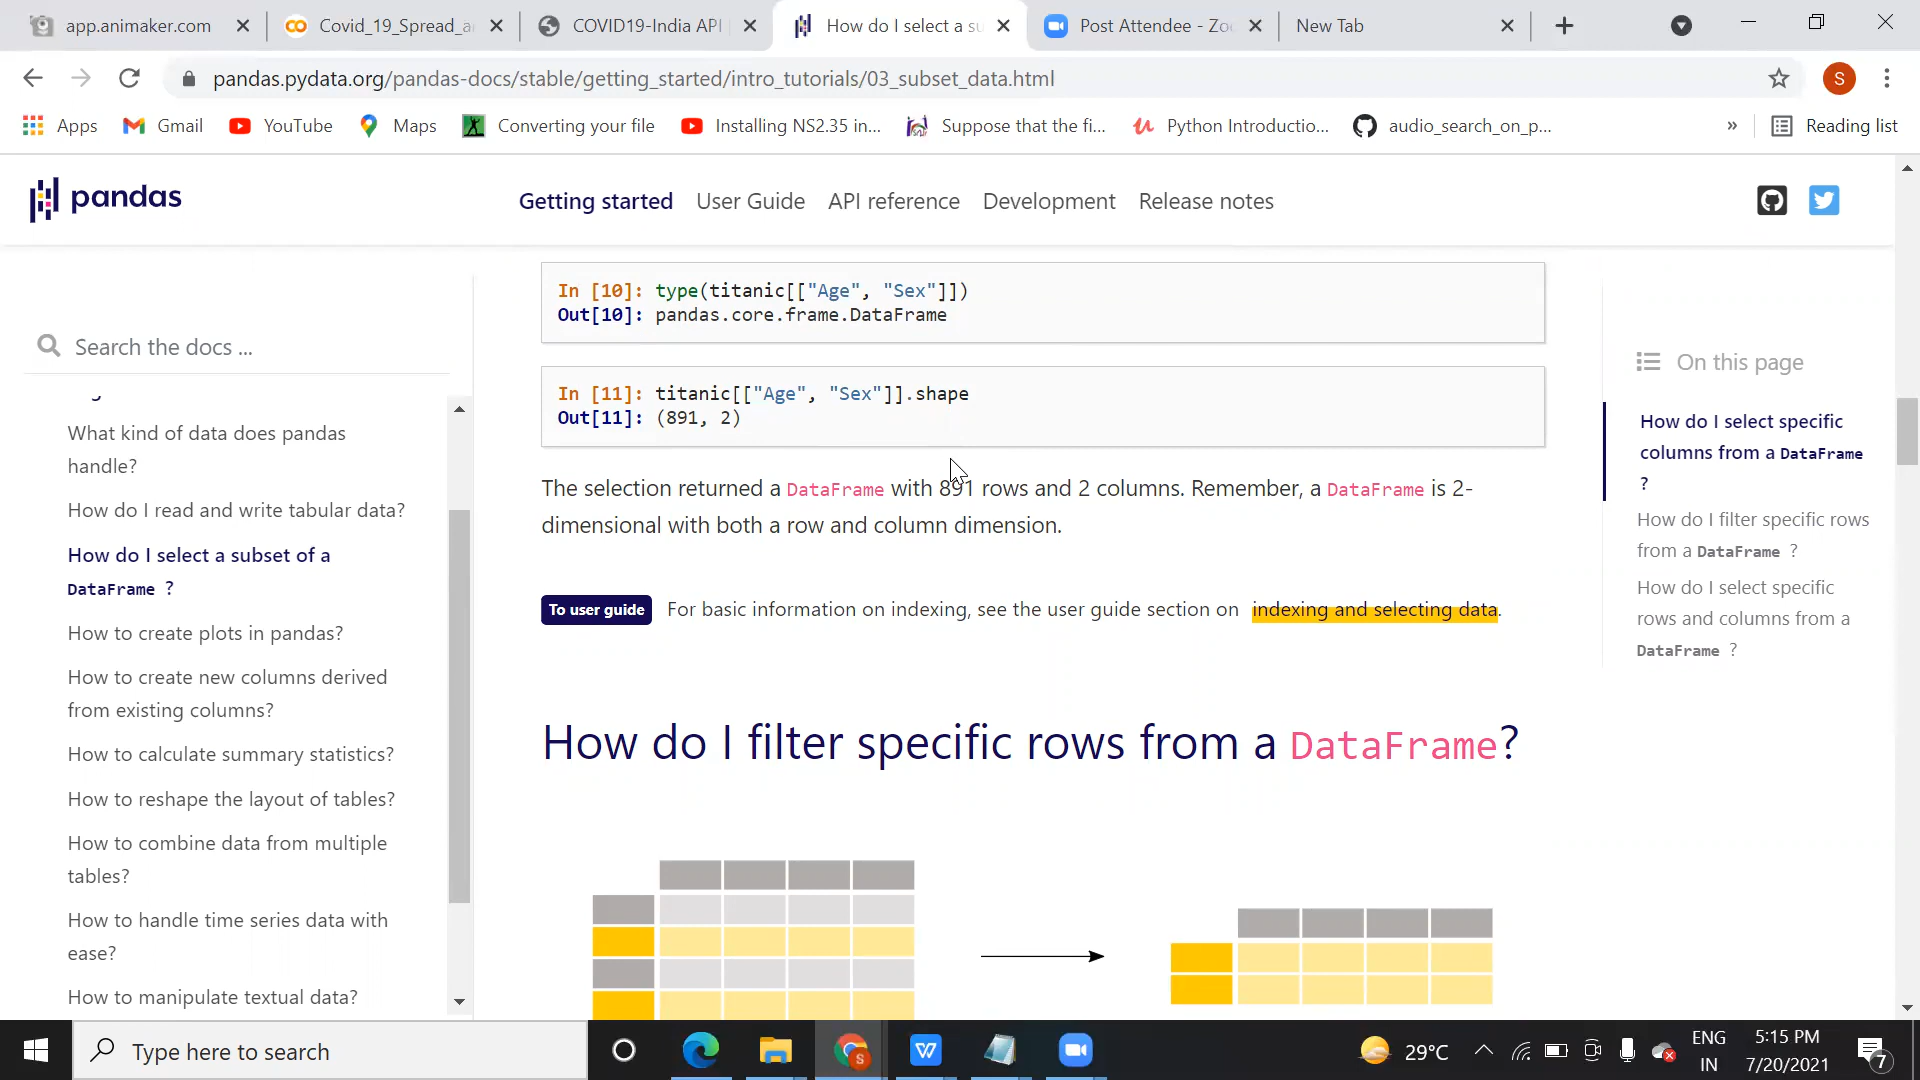 app.animaker.com
Covid_19_Spread_a
COVID19-India API
How do I select a su
Post Attendee - Zoo
New Tab
pandas.pydata.org/pandas-docs/stable/getting_started/intro_tutorials/03_subset_data.html
S
Apps
Gmail
YouTube
Maps
Converting your file
Installing NS2.35 in...
Suppose that the fi...
Python Introductio...
audio_search_on_p...
»
Reading list
pandas
Getting started
User Guide
API reference
Development
Release notes
Search the docs ...
What kind of data does pandas
handle?
How do I read and write tabular data?
How do I select a subset of a
DataFrame ?
How to create plots in pandas?
How to create new columns derived
from existing columns?
How to calculate summary statistics?
How to reshape the layout of tables?
How to combine data from multiple
tables?
How to handle time series data with
ease?
How to manipulate textual data?
In [10]: type(titanic[["Age", "Sex"]])
Out[10]: pandas.core.frame.DataFrame
In [11]: titanic[["Age", "Sex"]].shape
Out[11]: (891, 2)
The selection returned a DataFrame with 891 rows and 2 columns. Remember, a DataFrame is 2-
dimensional with both a row and column dimension.
To user guide For basic information on indexing, see the user guide section on indexing and selecting data.
How do I filter specific rows from a DataFrame?
On this page
How do I select specific
columns from a DataFrame
?
How do I filter specific rows
from a DataFrame ?
How do I select specific
rows and columns from a
DataFrame ?
Type here to search
29°C
ENG
IN
5:15 PM
7/20/2021
7